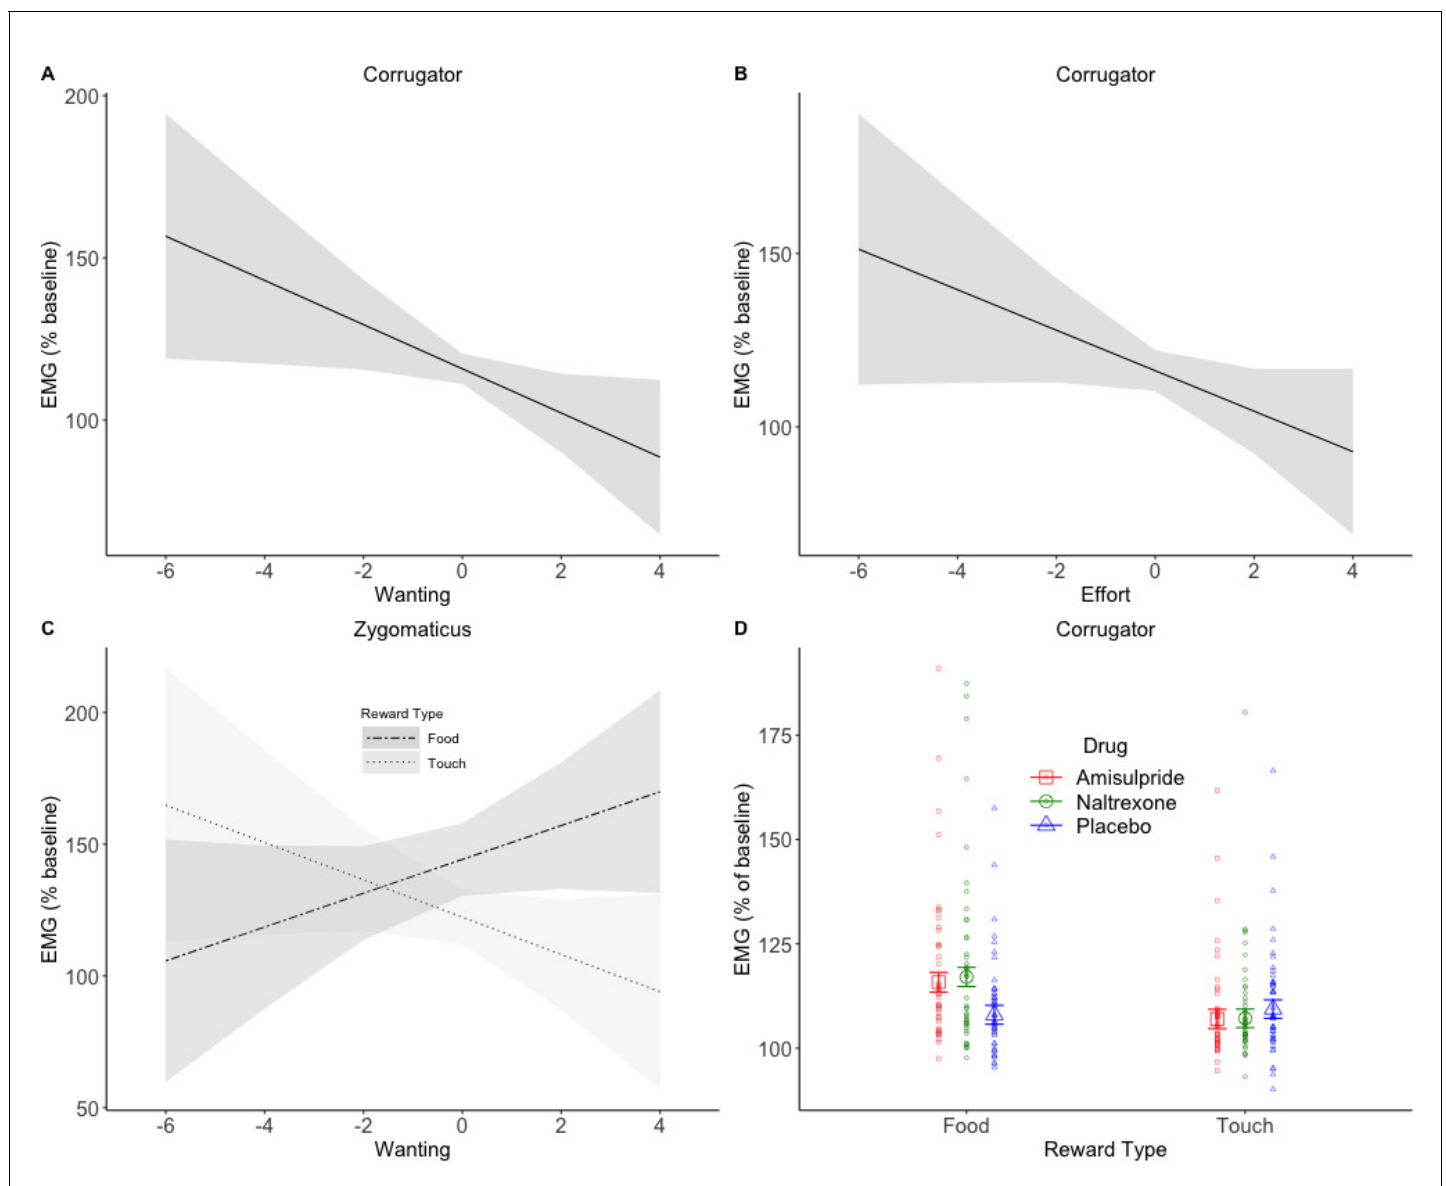 A
Corrugator
200
150
100
EMG (% baseline)
-6 -4 -2 0 2 4
Wanting
B
Corrugator
150
100
EMG (% baseline)
-6 -4 -2 0 2 4
Effort
C
Zygomaticus
200
150
100
50
EMG (% baseline)
Reward Type
Food
Touch
-6 -4 -2 0 2 4
Wanting
D
Corrugator
175
150
125
100
EMG (% of baseline)
Drug
Amisulpride
Naltrexone
Placebo
Food Touch
Reward Type